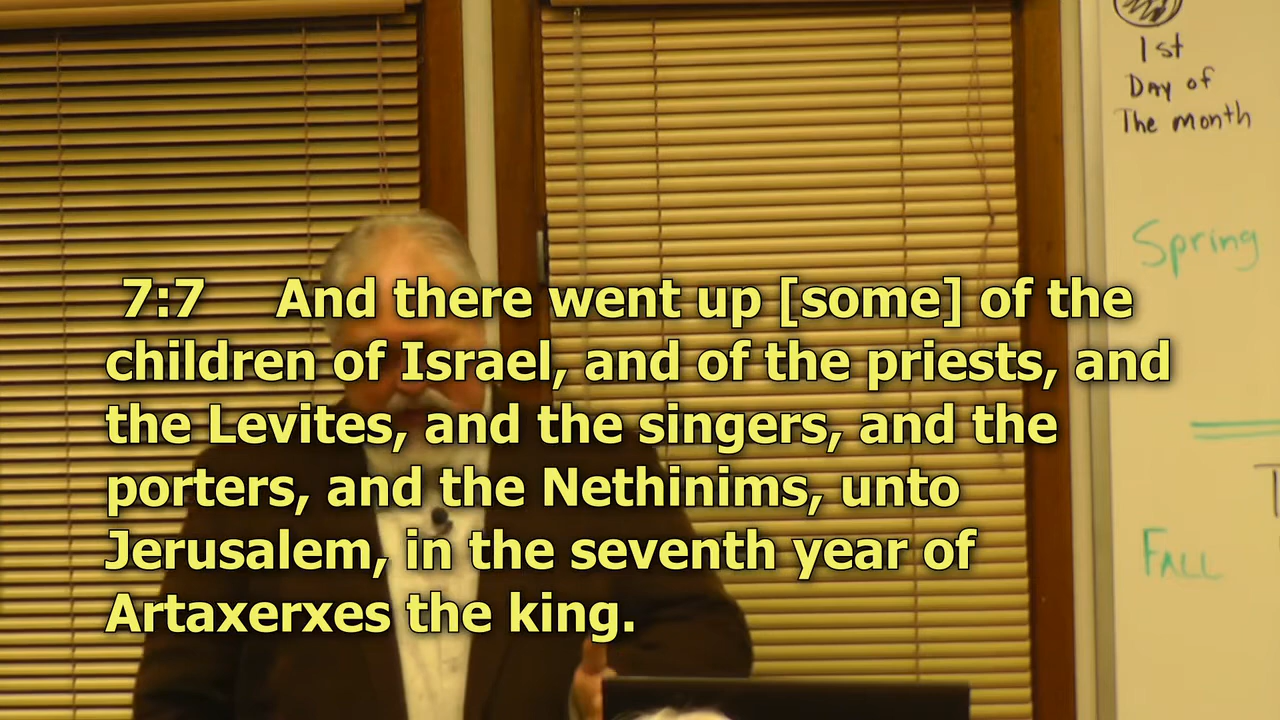 1st
Day of
The month
Spring
7:7 And there went up [some] of the
children of Israel, and of the priests, and
the Levites, and the singers, and the
porters, and the Nethinims, unto
Jerusalem, in the seventh year of
Artaxerxes the king.
Fall